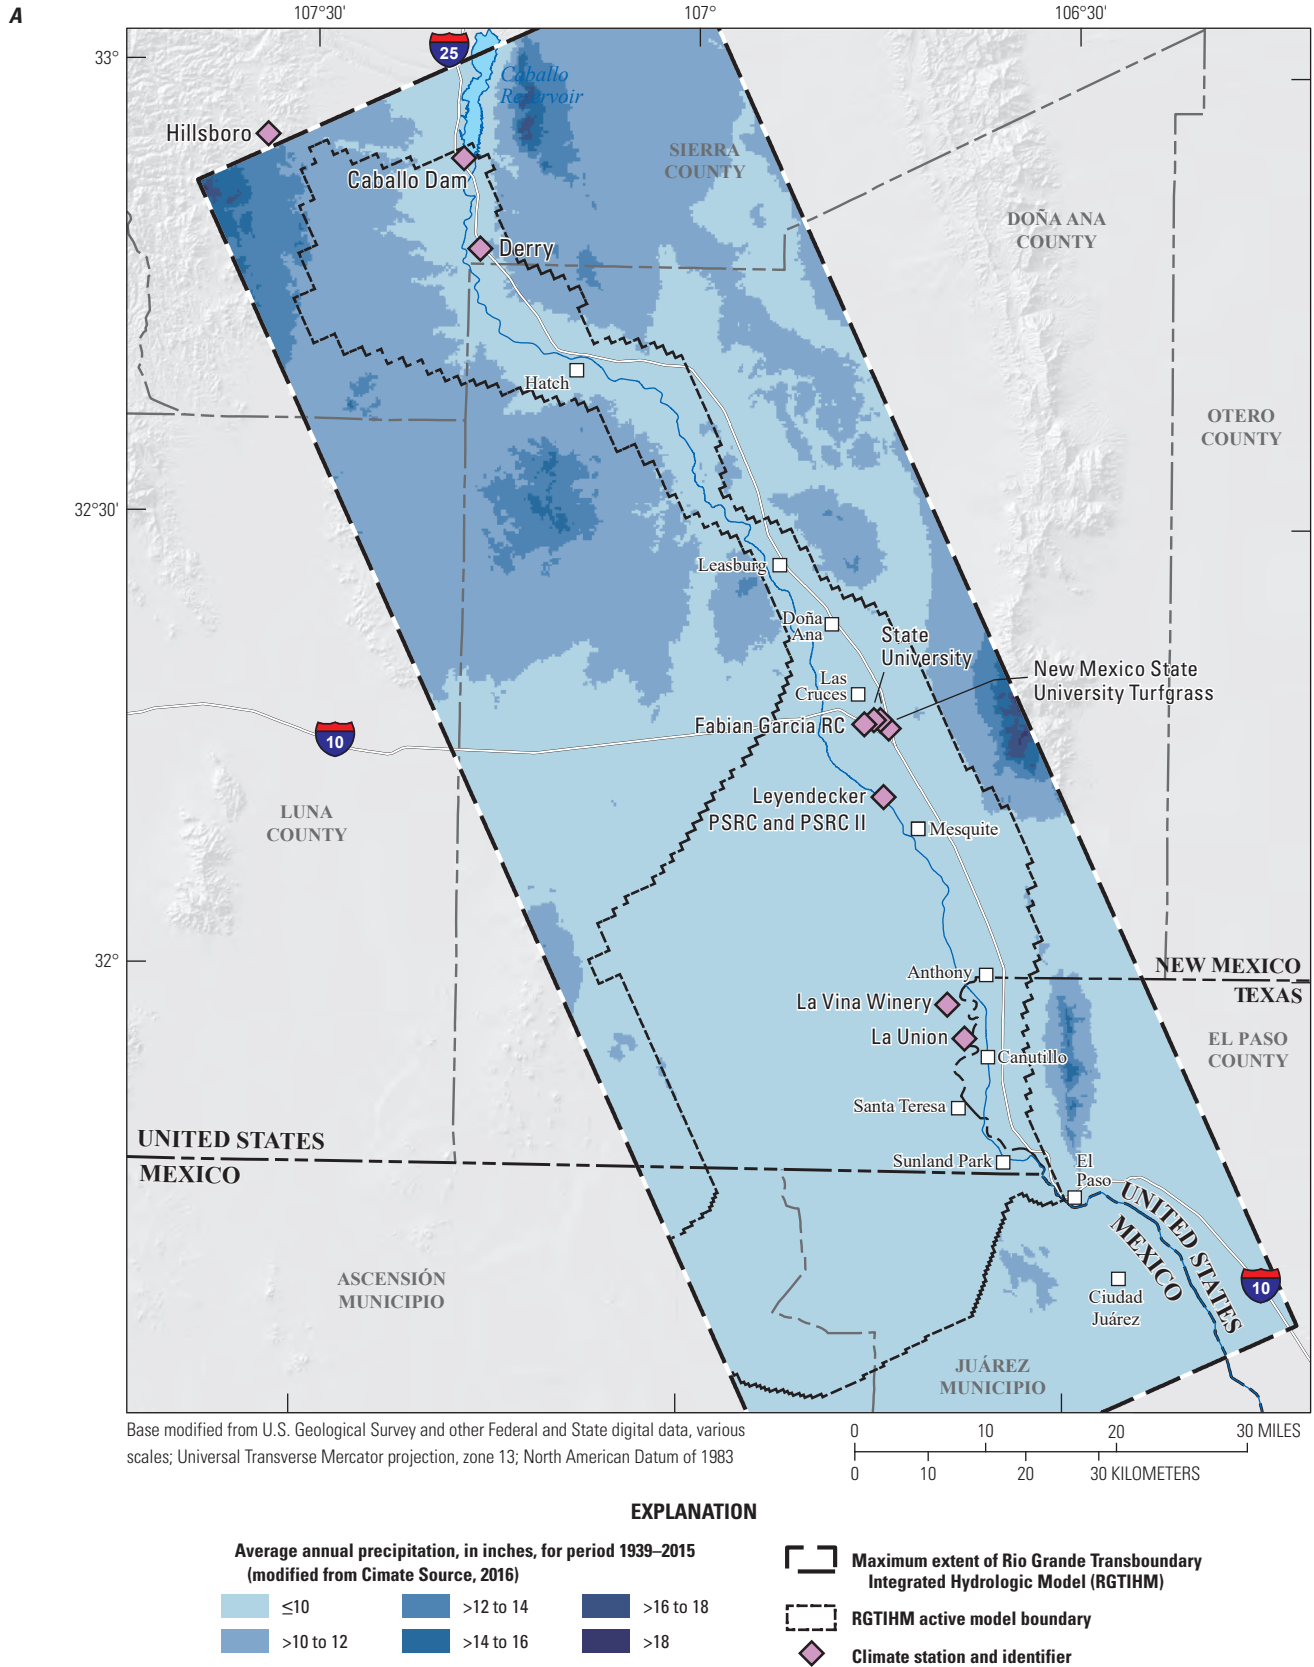 A
107°30'
107°
106°30'
33°
25
Caballo
Reservoir
Hillsboro
SIERRA
COUNTY
Caballo Dam
DOÑA ANA
COUNTY
Derry
Hatch
OTERO
COUNTY
32°30'
Leasburg
Doña
Ana
State
University
New Mexico State
University Turfgrass
Las
Cruces
Fabian Garcia RC
10
Leyendecker
PSRC and PSRC II
LUNA
COUNTY
Mesquite
32°
Anthony
NEW MEXICO
TEXAS
La Vina Winery
La Union
EL PASO
COUNTY
Canutillo
Santa Teresa
UNITED STATES
MEXICO
Sunland Park
El
Paso
UNITED STATES
MEXICO
ASCENSIÓN
MUNICIPIO
10
Ciudad
Juárez
JUÁREZ
MUNICIPIO
Base modified from U.S. Geological Survey and other Federal and State digital data, various
scales; Universal Transverse Mercator projection, zone 13; North American Datum of 1983
0 10 20 30 MILES
0 10 20 30 KILOMETERS
EXPLANATION
Average annual precipitation, in inches, for period 1939–2015
(modified from Cimate Source, 2016)
≤10
>12 to 14
>16 to 18
>10 to 12
>14 to 16
>18
Maximum extent of Rio Grande Transboundary
Integrated Hydrologic Model (RGTIHM)
RGTIHM active model boundary
Climate station and identifier